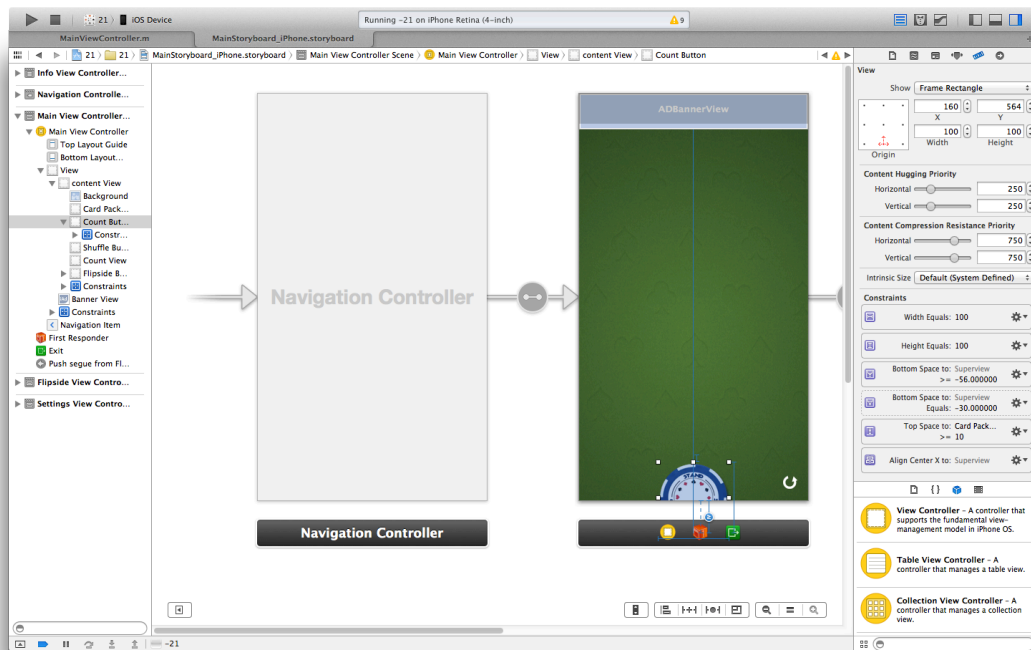 21 iOS Device
Running -21 on iPhone Retina (4-inch)
9
MainViewController.m
MainStoryboard_iPhone.storyboard
21 21 MainStoryboard_iPhone.storyboard Main View Controller Scene Main View Controller View content View Count Button
Info View Controller...
Navigation Controlle...
Main View Controller...
Main View Controller
Top Layout Guide
Bottom Layout...
View
content View
Background
Card Pack...
Count But...
Constr...
Shuffle Bu...
Count View
Flipside B...
Constraints
Banner View
Constraints
Navigation Item
First Responder
Exit
Push segue from Fl...
Flipside View Contro...
Settings View Contro...
Navigation Controller
Navigation Controller
ADBannerView
STAND
View
Show Frame Rectangle
160 564
X Y
100 100
Width Height
Origin
Content Hugging Priority
Horizontal 250
Vertical 250
Content Compression Resistance Priority
Horizontal 750
Vertical 750
Intrinsic Size Default (System Defined)
Constraints
Width Equals: 100
Height Equals: 100
Bottom Space to: Superview
>= -56.000000
Bottom Space to: Superview
Equals: -30.000000
Top Space to: Card Pack...
>= 10
Align Center X to: Superview
{ }
View Controller - A controller that
supports the fundamental view-
management model in iPhone OS.
Table View Controller - A
controller that manages a table view.
Collection View Controller - A
controller that manages a collection
view.
-21